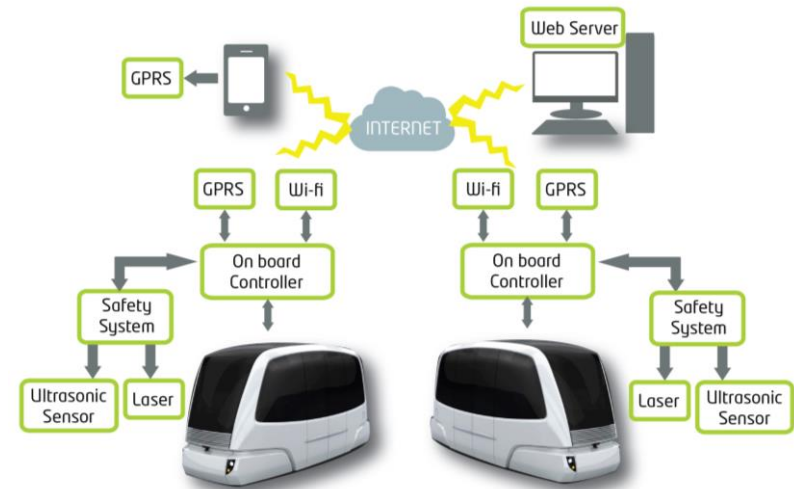 Web Server
GPRS
INTERNET
GPRS
Wi-fi
Wi-fi
GPRS
On board
Controller
On board
Controller
Safety
System
Safety
System
Ultrasonic
Sensor
Laser
Laser
Ultrasonic
Sensor